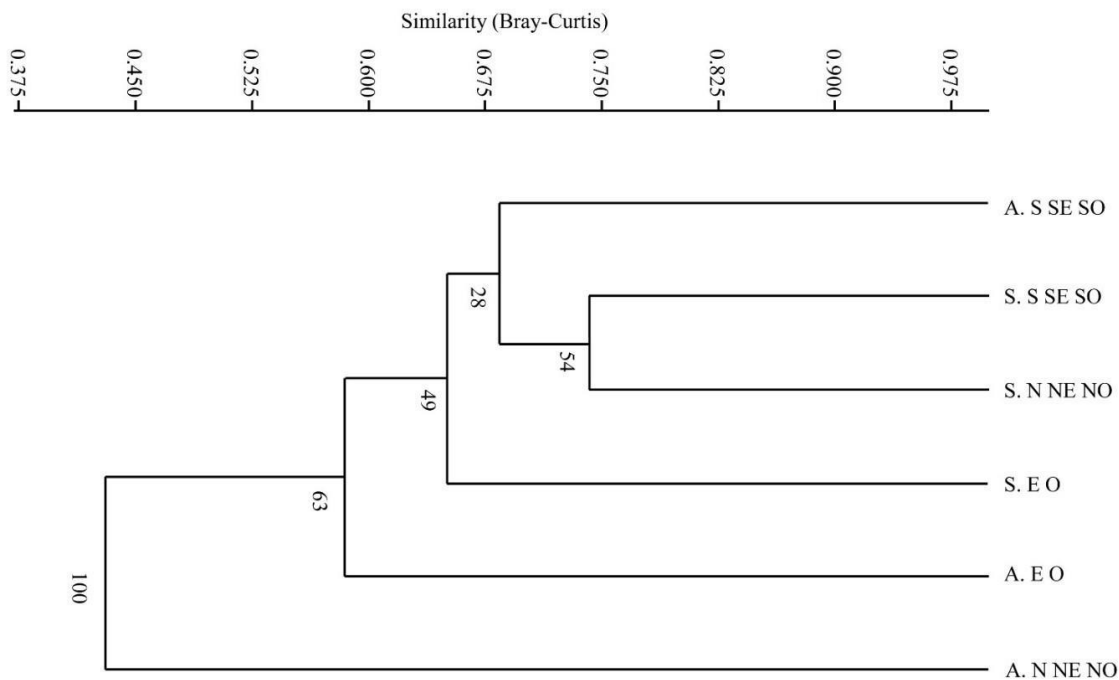 Similarity (Bray-Curtis)
0.375
0.450
0.525
0.600
0.675
0.750
0.825
0.900
0.975
A. S SE SO
S. S SE SO
28
54
S. N NE NO
49
S. E O
63
A. E O
100
A. N NE NO